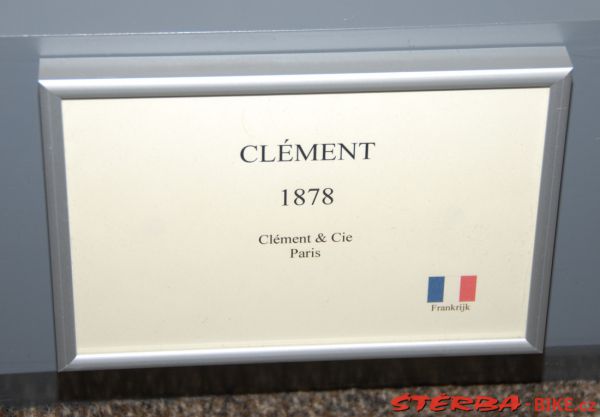 CLÉMENT
1878
Clément & Cie
Paris
Frankrijk
STERBA-BIKE.cz